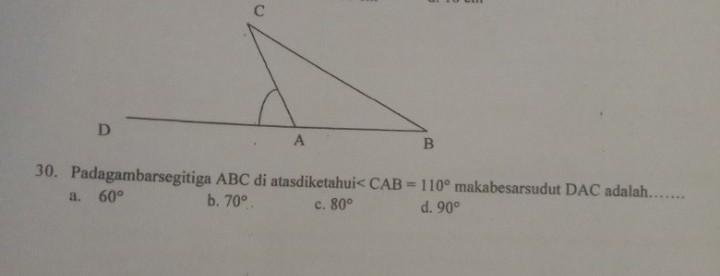 C
D
A
B
30. Padagambarsegitiga ABC di atasdiketahui< CAB = 110° makabesarsudut DAC adalah.......
a. 60° b. 70° c. 80° d. 90°